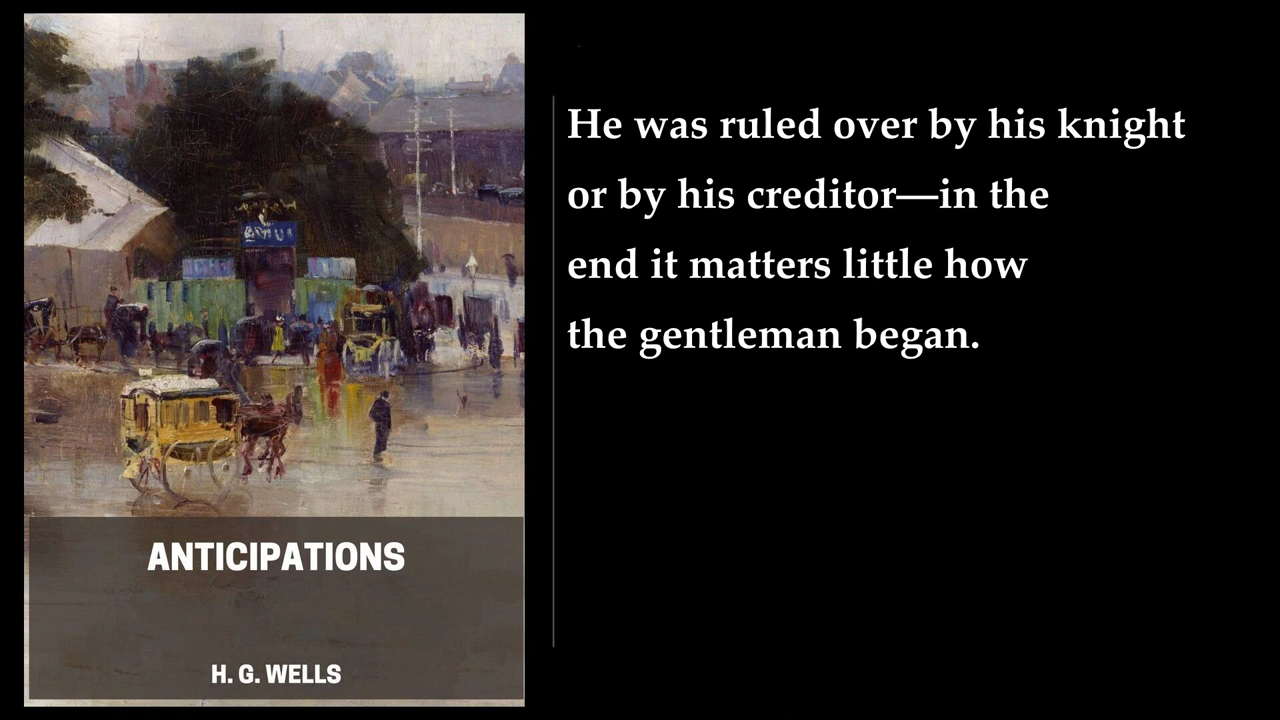 ANTICIPATIONS
H. G. WELLS
He was ruled over by his knight
or by his creditor—in the
end it matters little how
the gentleman began.